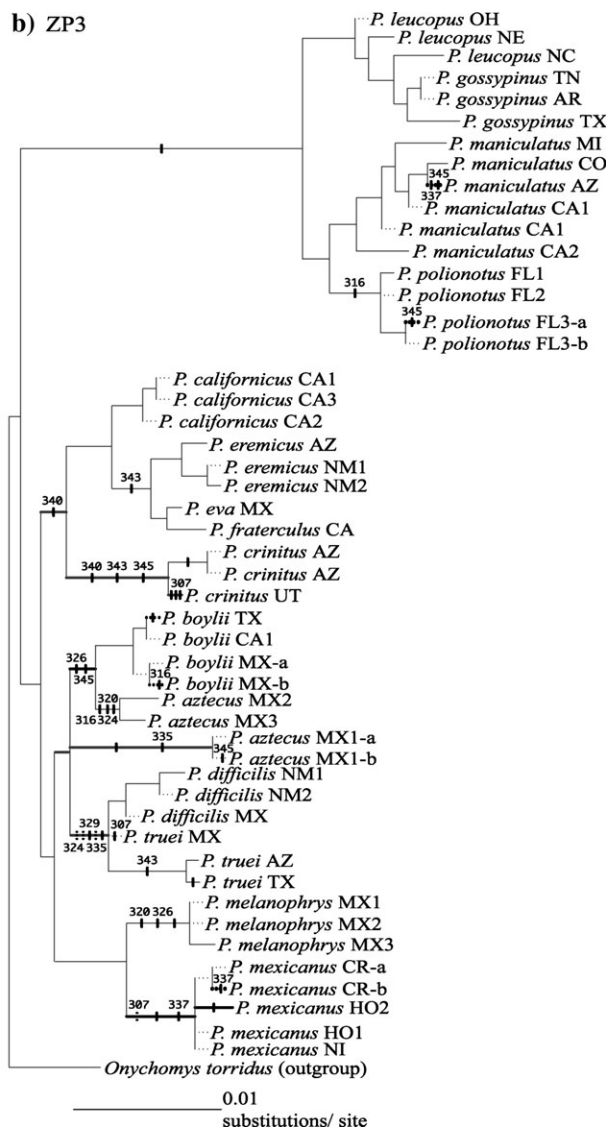 b) ZP3
P. leucopus OH
P. leucopus NE
P. leucopus NC
P. gossypinus TN
P. gossypinus AR
P. gossypinus TX
P. maniculatus MI
P. maniculatus CO
345
P. maniculatus AZ
337
P. maniculatus CA1
P. maniculatus CA1
P. maniculatus CA2
P. polionotus FL1
316
P. polionotus FL2
345
P. polionotus FL3-a
P. polionotus FL3-b
P. californicus CA1
P. californicus CA3
P. californicus CA2
P. eremicus AZ
343
P. eremicus NM1
P. eremicus NM2
340
P. eva MX
P. fraterculus CA
P. crinitus AZ
340 343 345
P. crinitus AZ
307
P. crinitus UT
P. boylii TX
P. boylii CA1
326
P. boylii MX-a
345
316
P. boylii MX-b
320
P. aztecus MX2
316 324
P. aztecus MX3
335
P. aztecus MX1-a
345
P. aztecus MX1-b
P. difficilis NM1
P. difficilis NM2
P. difficilis MX
329 307
P. truei MX
324 335
343
P. truei AZ
P. truei TX
P. melanophrys MX1
320 326
P. melanophrys MX2
P. melanophrys MX3
P. mexicanus CR-a
337
P. mexicanus CR-b
307 337
P. mexicanus HO2
P. mexicanus HO1
P. mexicanus NI
Onychomys torridus (outgroup)
0.01
substitutions/ site